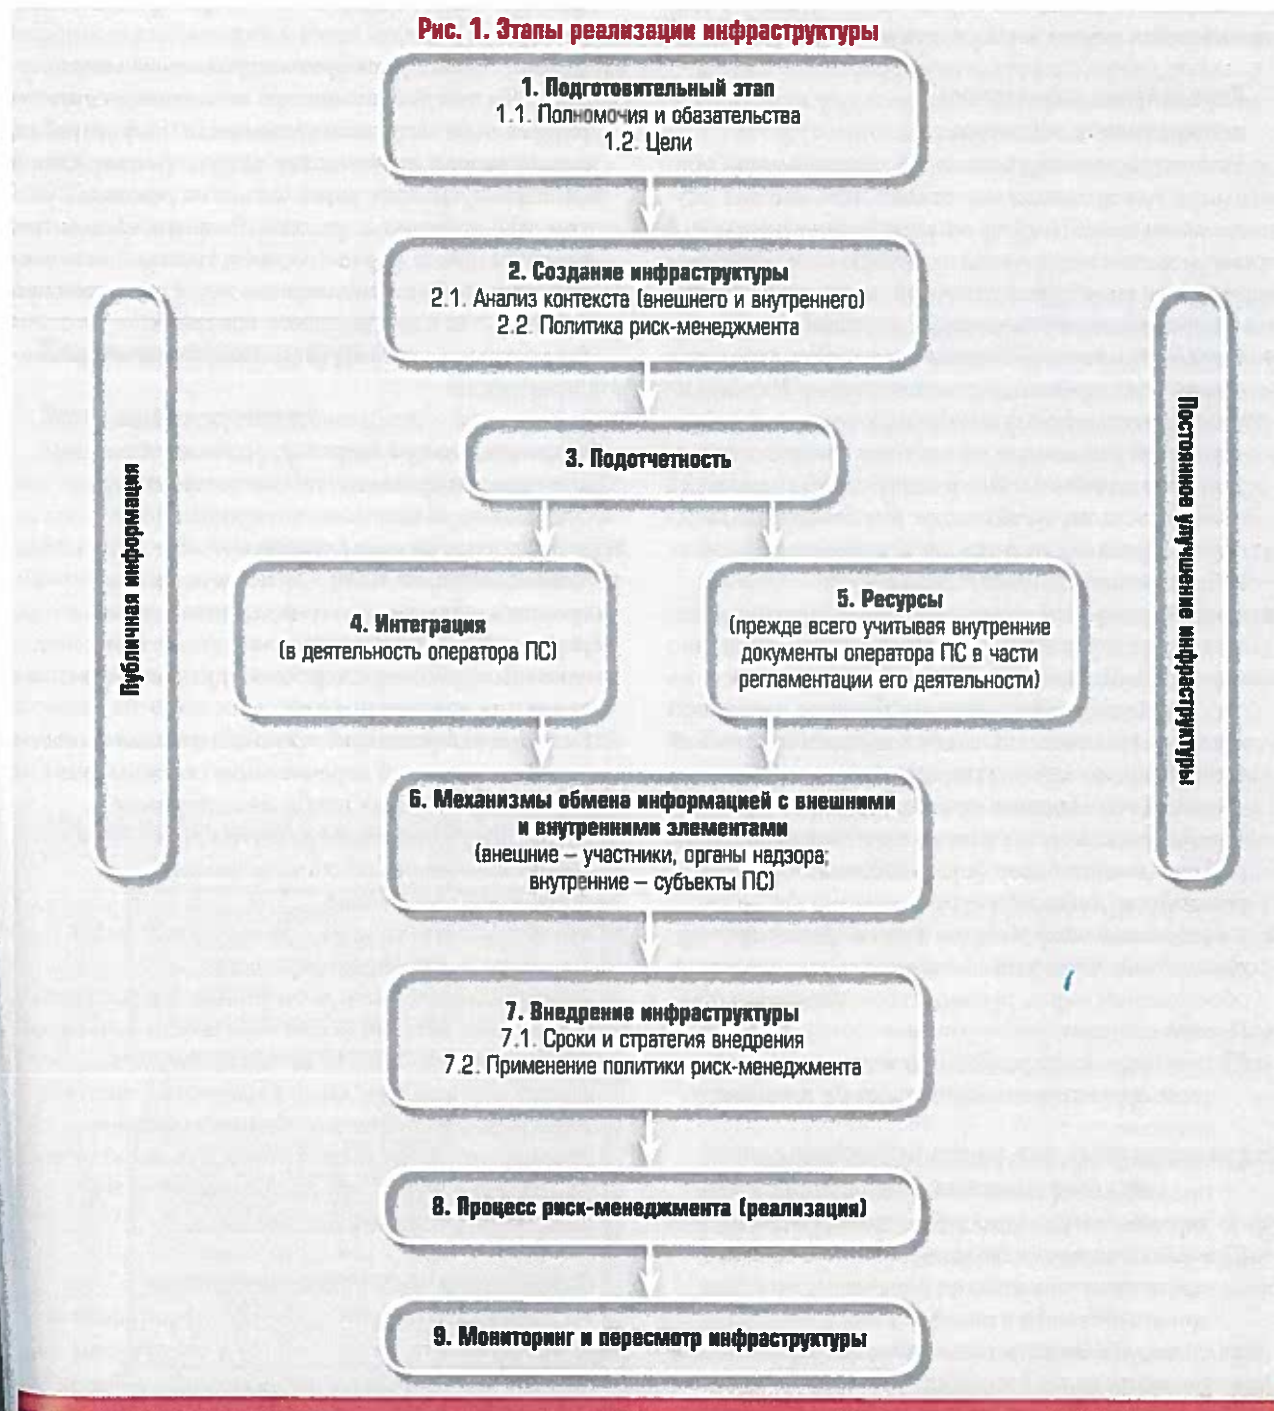 Рис. 1. Этапы реализации инфраструктуры
1. Подготовительный этап
1.1. Полномочия и обазательства
1.2. Цели
2. Создание инфраструктуры
2.1. Анализ контекста (внешнего и внутреннего)
2.2. Политика риск-менеджмента
3. Подотчетность
4. Интеграция
(в деятельность оператора ПС)
5. Ресурсы
(прежде всего учитывая внутренние
документы оператора ПС в части
регламентации его деятельности)
6. Механизмы обмена информацией с внешними
и внутренними элементами
(внешние – участники, органы надзора;
внутренние – субъекты ПС)
7. Внедрение инфраструктуры
7.1. Сроки и стратегия внедрения
7.2. Применение политики риск-менеджмента
8. Процесс риск-менеджмента (реализация)
9. Мониторинг и пересмотр инфраструктуры
Публичная информация
Постоянное улучшение инфраструктуры